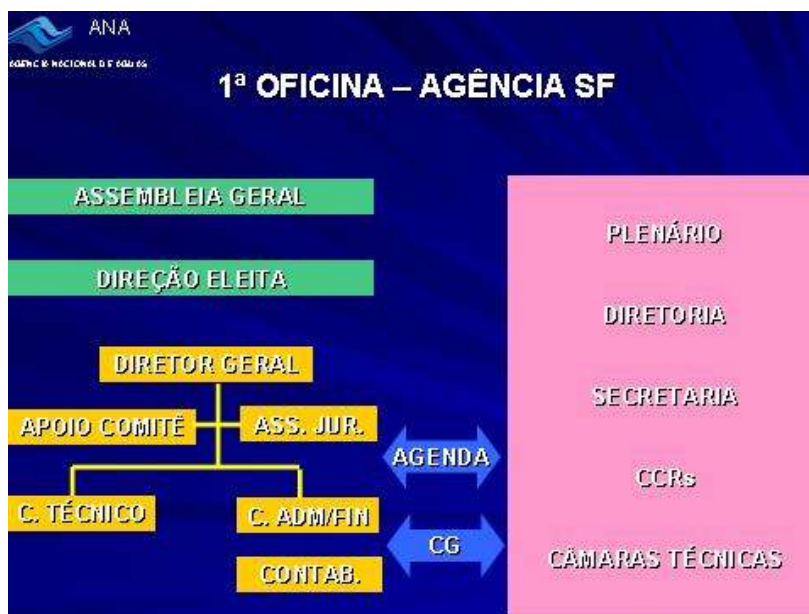 ANA
1ª OFICINA – AGÊNCIA SF
ASSEMBLEIA GERAL
DIREÇÃO ELEITA
DIRETOR GERAL
APOIO COMITÊ
ASS. JUR.
C. TÉCNICO
C. ADM/FIN
CONTAB.
AGENDA
CG
PLENÁRIO
DIRETORIA
SECRETARIA
CCRs
CÂMARAS TÉCNICAS